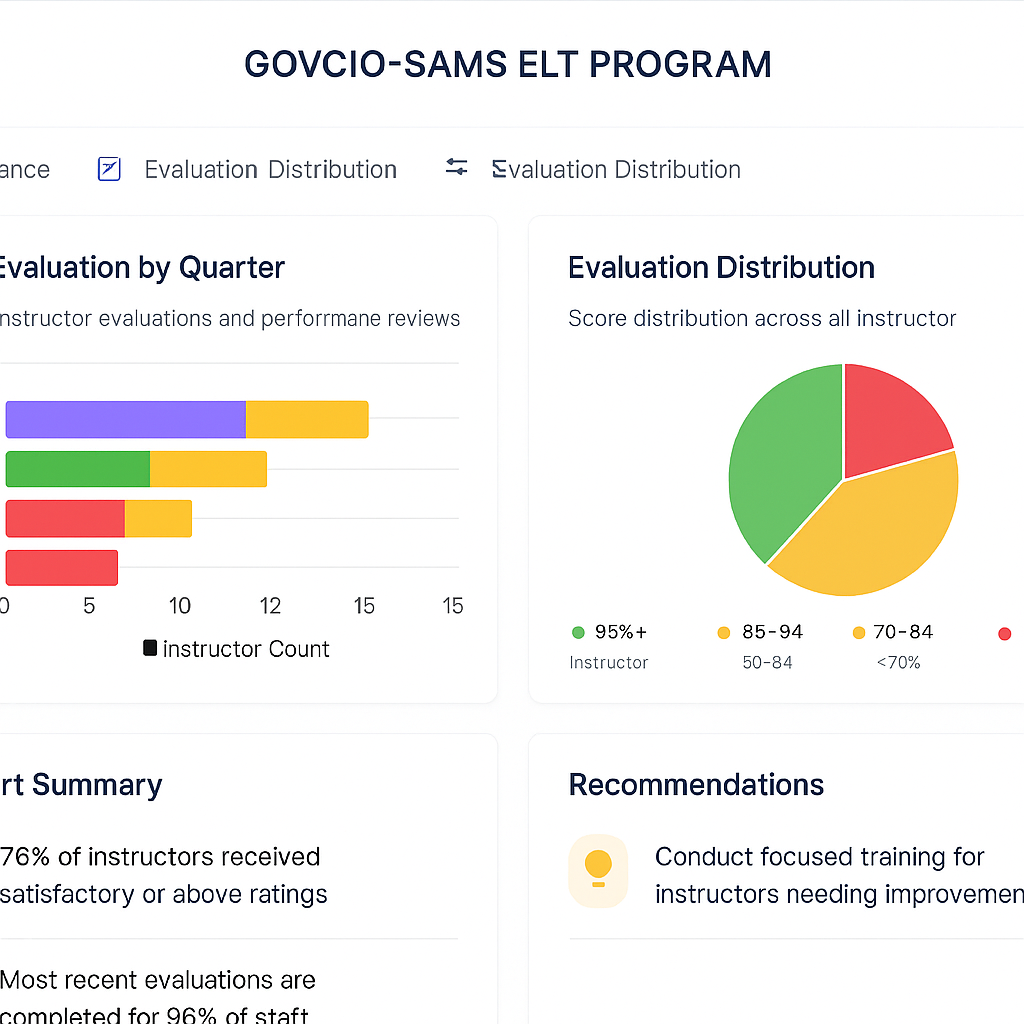 GOVCIO-SAMS ELT PROGRAM
ance Evaluation Distribution Evaluation Distribution
Evaluation by Quarter
nstructor evaluations and perforrmane reviews
0 5 10 12 15 15
instructor Count
Evaluation Distribution
Score distribution across all instructor
95%+ 85-94 70-84
Instructor 50-84 <70%
rt Summary
76% of instructors received
satisfactory or above ratings
Most recent evaluations are
completed for 96% of staff
Recommendations
Conduct focused training for
instructors needing improvemen